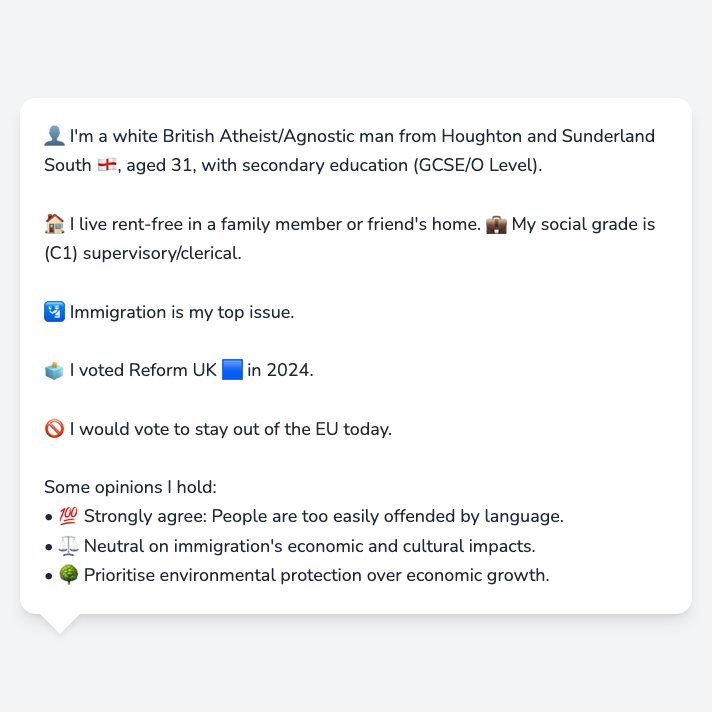 👤 I'm a white British Atheist/Agnostic man from Houghton and Sunderland
South 🏴󠁧󠁢󠁥󠁮󠁧󠁿, aged 31, with secondary education (GCSE/O Level).
🏠 I live rent-free in a family member or friend's home. 💼 My social grade is
(C1) supervisory/clerical.
🛂 Immigration is my top issue.
🗳️ I voted Reform UK 🟦 in 2024.
🚫 I would vote to stay out of the EU today.
Some opinions I hold:
• 💯 Strongly agree: People are too easily offended by language.
• ⚖️ Neutral on immigration's economic and cultural impacts.
• 🌳 Prioritise environmental protection over economic growth.